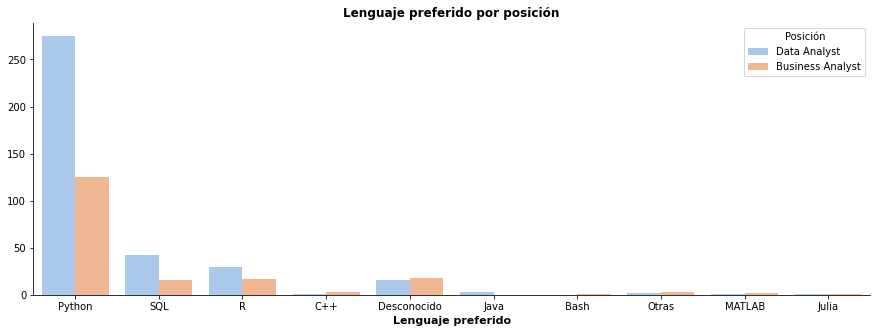 Lenguaje preferido por posición
Posición
Data Analyst
Business Analyst
250
200
150
100
50
0
Python SQL R C++ Desconocido Java Bash Otras MATLAB Julia
Lenguaje preferido